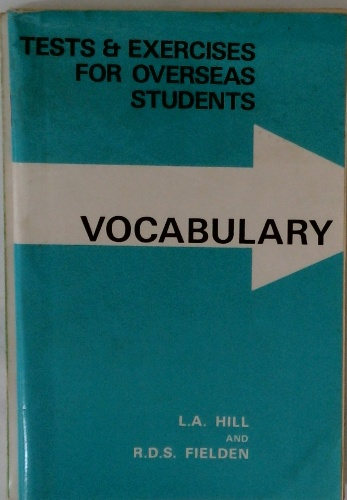 TESTS & EXERCISES
FOR OVERSEAS
STUDENTS
VOCABULARY
L.A. HILL
AND
R.D.S. FIELDEN